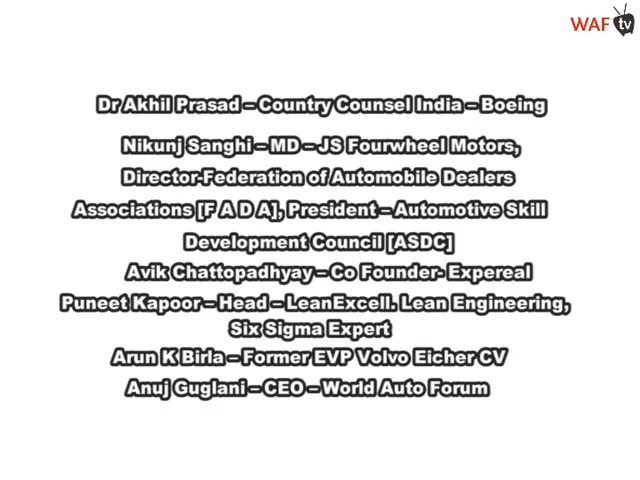 WAF tv
Dr Akhil Prasad – Country Counsel India – Boeing
Nikunj Sanghi – MD – JS Fourwheel Motors,
Director-Federation of Automobile Dealers
Associations [F A D A], President – Automotive Skill
Development Council [ASDC]
Avik Chattopadhyay – Co Founder- Expereal
Puneet Kapoor – Head – LeanExcell. Lean Engineering,
Six Sigma Expert
Arun K Birla – Former EVP Volvo Eicher CV
Anuj Guglani – CEO – World Auto Forum